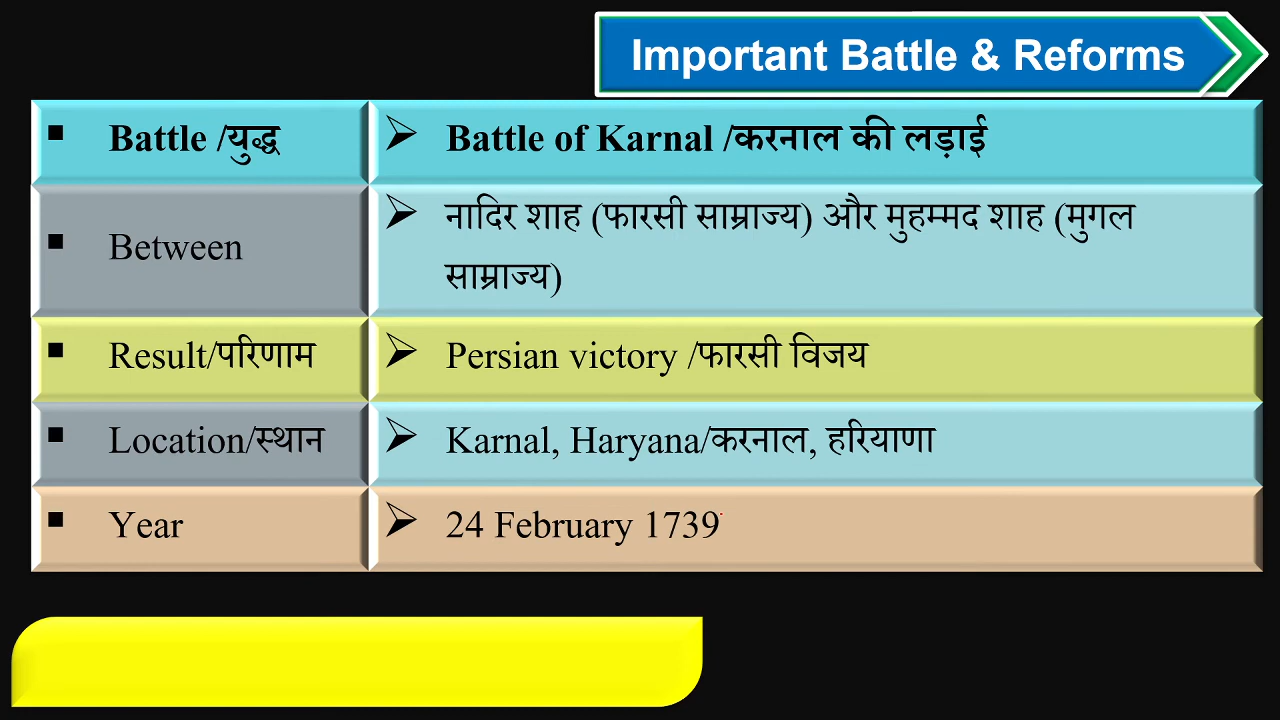 Important Battle & Reforms
Battle /युद्ध
Battle of Karnal /करनाल की लड़ाई
Between
नादिर शाह (फारसी साम्राज्य) और मुहम्मद शाह (मुगल
साम्राज्य)
Result/परिणाम
Persian victory /फारसी विजय
Location/स्थान
Karnal, Haryana/करनाल, हरियाणा
Year
24 February 1739